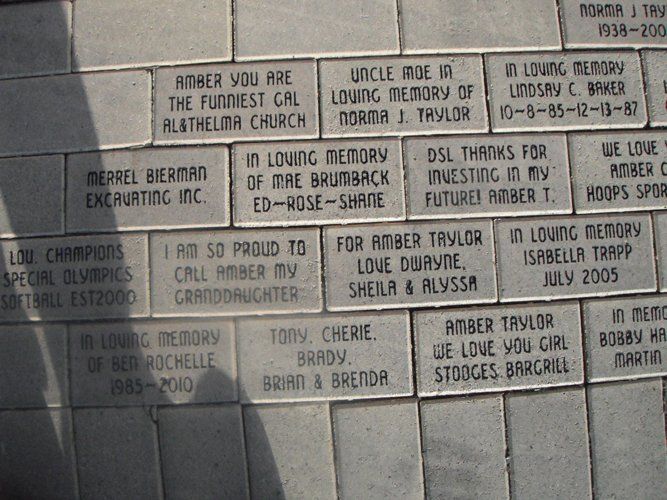 NORMA J TAY
1938~200
AMBER YOU ARE
THE FUNNIEST GAL
AL&THELMA CHURCH
UNCLE MOE IN
LOVING MEMORY OF
NORMA J. TAYLOR
IN LOVING MEMORY
LINDSAY C. BAKER
10-8-85-12-13-87
MERREL BIERMAN
EXCAVATING INC.
IN LOVING MEMORY
OF MAE BRUMBACK
ED~ROSE~SHANE
DSL THANKS FOR
INVESTING IN MY
FUTURE! AMBER T.
WE LOVE
AMBER C
HOOPS SPOR
LOU. CHAMPIONS
SPECIAL OLYMPICS
SOFTBALL EST2000
I AM SO PROUD TO
CALL AMBER MY
GRANDDAUGHTER
FOR AMBER TAYLOR
LOVE DWAYNE,
SHEILA & ALYSSA
IN LOVING MEMORY
ISABELLA TRAPP
JULY 2005
IN LOVING MEMORY
OF BEN ROCHELLE
1985~2010
TONY, CHERIE,
BRADY,
BRIAN & BRENDA
AMBER TAYLOR
WE LOVE YOU GIRL
STOOGES BARGRILL
IN MEMO
BOBBY HA
MARTIN